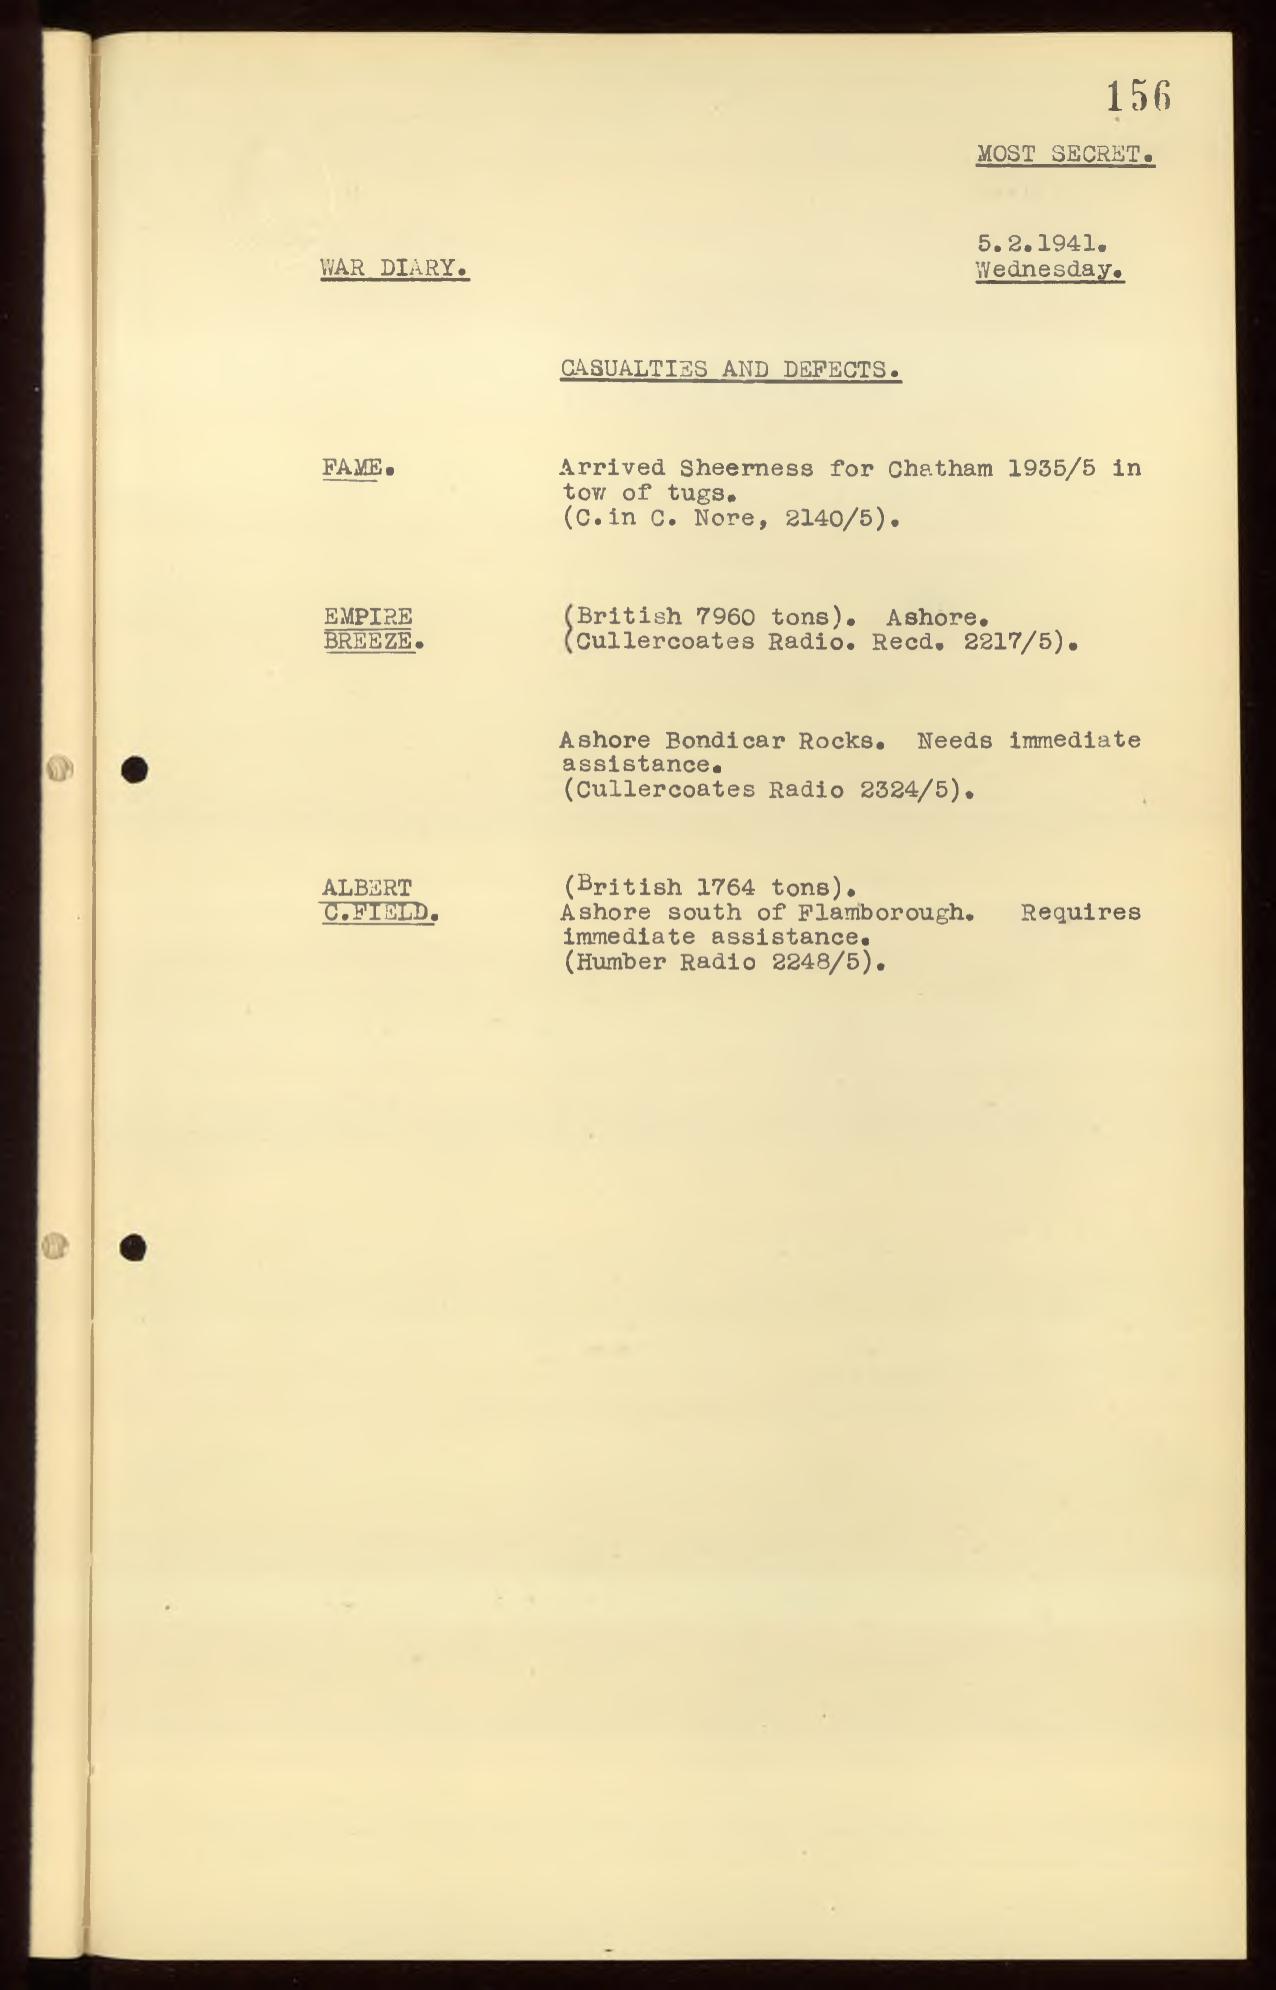 156
MOST SECRET.
5.2.1941.
WAR DIARY.
Wednesday.
CASUALTIES AND DEFECTS.
FAME.
Arrived Sheerness for Chatham 1935/5 in
tow of tugs.
(C.in C. Nore, 2140/5).
EMPIRE
BREEZE.
(British 7960 tons). Ashore.
(Cullercoates Radio. Recd. 2217/5).
Ashore Bondicar Rocks. Needs immediate
assistance.
(Cullercoates Radio 2324/5).
ALBERT
C.FIELD.
(British 1764 tons).
Ashore south of Flamborough. Requires
immediate assistance.
(Humber Radio 2248/5).